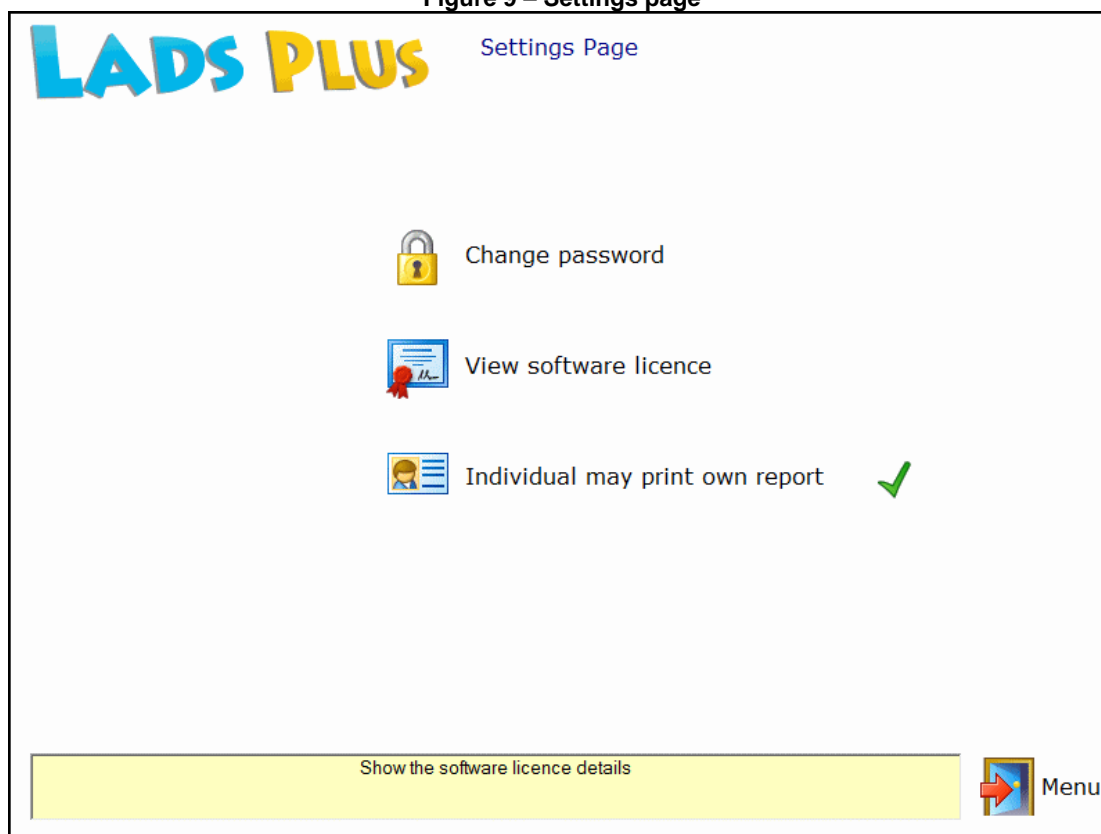 Figure 9 – Settings page
LADS PLUS
Settings Page
Change password
View software licence
Individual may print own report
Show the software licence details
Menu